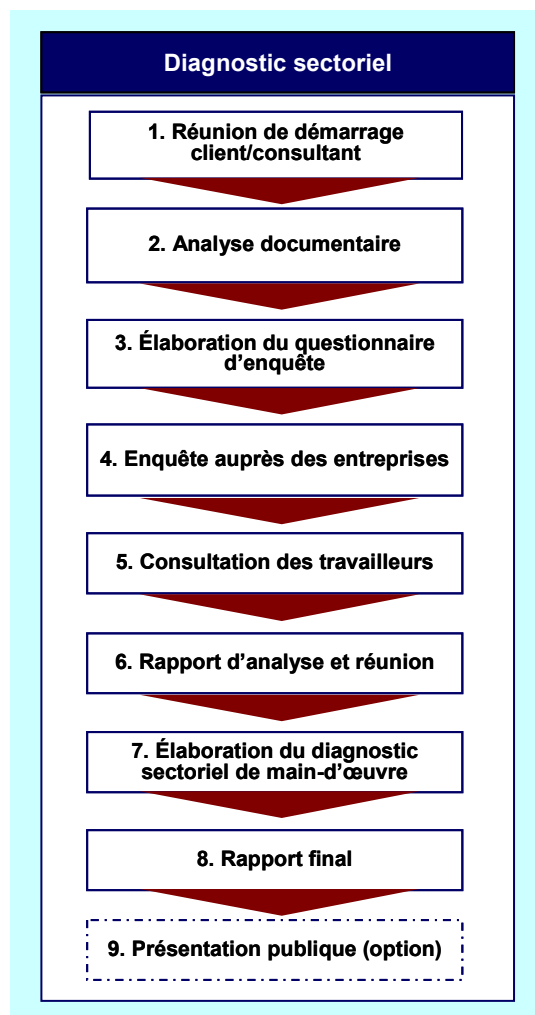 Diagnostic sectoriel
1. Réunion de démarrage
client/consultant
2. Analyse documentaire
3. Élaboration du questionnaire
d’enquête
4. Enquête auprès des entreprises
5. Consultation des travailleurs
6. Rapport d’analyse et réunion
7. Élaboration du diagnostic
sectoriel de main-d’œuvre
8. Rapport final
9. Présentation publique (option)